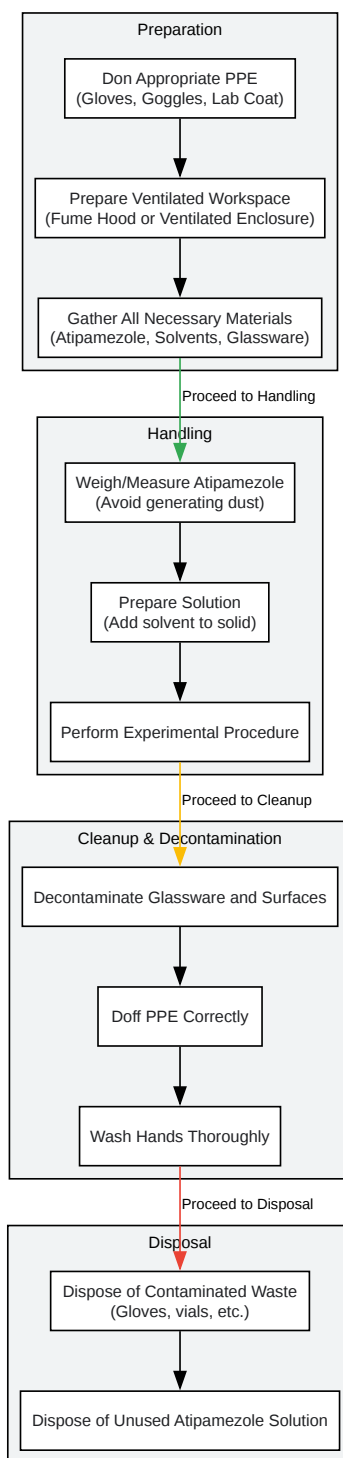 Preparation
Don Appropriate PPE
(Gloves, Goggles, Lab Coat)
Prepare Ventilated Workspace
(Fume Hood or Ventilated Enclosure)
Gather All Necessary Materials
(Atipamezole, Solvents, Glassware)
Proceed to Handling
Handling
Weigh/Measure Atipamezole
(Avoid generating dust)
Prepare Solution
(Add solvent to solid)
Perform Experimental Procedure
Proceed to Cleanup
Cleanup & Decontamination
Decontaminate Glassware and Surfaces
Doff PPE Correctly
Wash Hands Thoroughly
Proceed to Disposal
Disposal
Dispose of Contaminated Waste
(Gloves, vials, etc.)
Dispose of Unused Atipamezole Solution